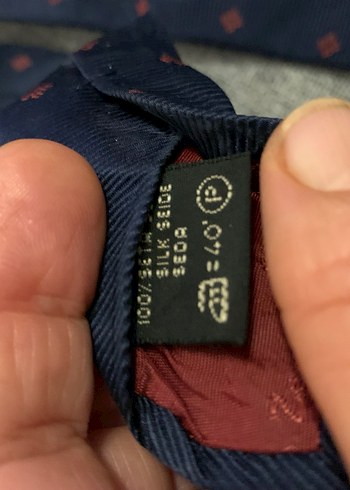 100% SETA
SILK SEIDE
SEDA
= 40°
P